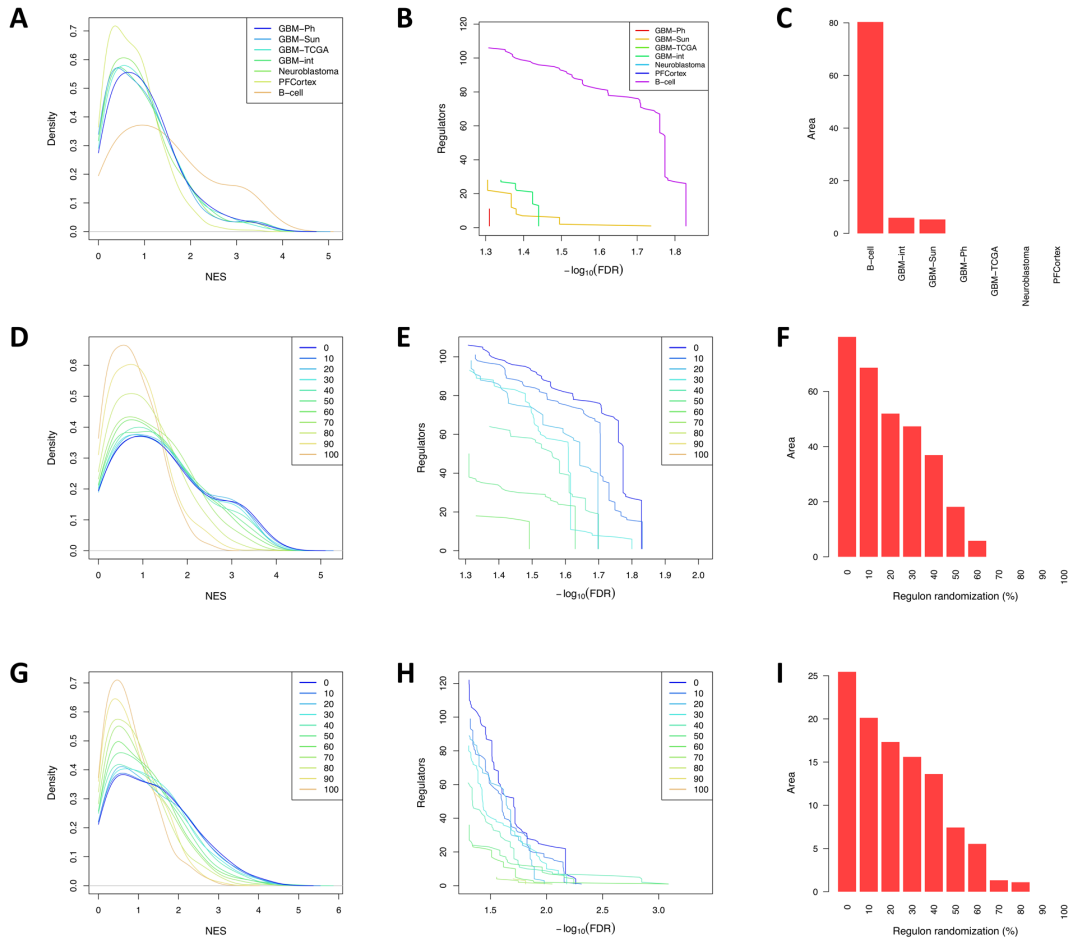 A
Density
0.0 0.1 0.2 0.3 0.4 0.5 0.6 0.7
0 1 2 3 4 5
NES
GBM−Ph
GBM−Sun
GBM−TCGA
GBM−int
Neuroblastoma
PFCortex
B−cell
B
Regulators
0 20 40 60 80 100 120
1.3 1.4 1.5 1.6 1.7 1.8
−log10(FDR)
GBM−Ph
GBM−Sun
GBM−TCGA
GBM−int
Neuroblastoma
PFCortex
B−cell
C
Area
0 20 40 60 80
B−cell
GBM−int
GBM−Sun
GBM−Ph
GBM−TCGA
Neuroblastoma
PFCortex
D
Density
0.0 0.1 0.2 0.3 0.4 0.5 0.6
0 1 2 3 4 5
NES
0
10
20
30
40
50
60
70
80
90
100
E
Regulators
0 20 40 60 80 100
1.3 1.4 1.5 1.6 1.7 1.8 1.9 2.0
−log10(FDR)
0
10
20
30
40
50
60
70
80
90
100
F
Area
0 20 40 60
0 10 20 30 40 50 60 70 80 90 100
Regulon randomization (%)
G
Density
0.0 0.1 0.2 0.3 0.4 0.5 0.6 0.7
0 1 2 3 4 5 6
NES
0
10
20
30
40
50
60
70
80
90
100
H
Regulators
0 20 40 60 80 100 120
1.5 2.0 2.5 3.0
−log10(FDR)
0
10
20
30
40
50
60
70
80
90
100
I
Area
0 5 10 15 20 25
0 10 20 30 40 50 60 70 80 90 100
Regulon randomization (%)